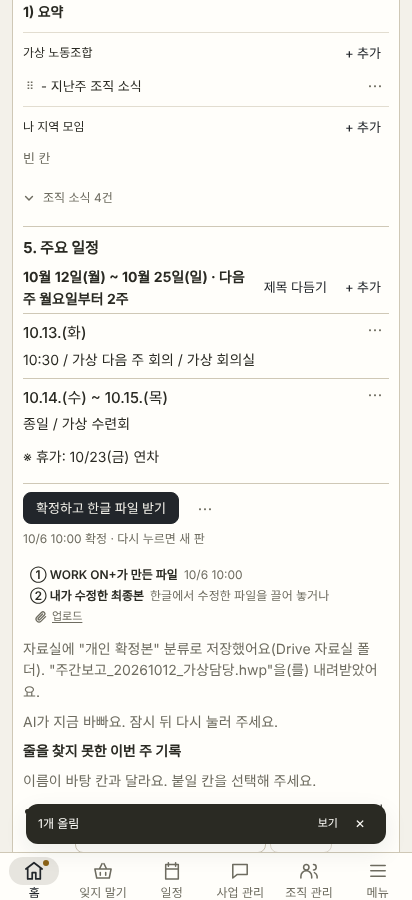 1) 요약
가상 노동조합 + 추가
- 지난주 조직 소식 ···
나 지역 모임 + 추가
빈 칸
조직 소식 4건
5. 주요 일정
10월 12일(월) ~ 10월 25일(일) · 다음
주 월요일부터 2주 제목 다듬기 + 추가
10.13.(화) ···
10:30 / 가상 다음 주 회의 / 가상 회의실
10.14.(수) ~ 10.15.(목) ···
종일 / 가상 수련회
※ 휴가: 10/23(금) 연차
확정하고 한글 파일 받기 ···
10/6 10:00 확정 · 다시 누르면 새 판
① WORK ON+가 만든 파일 10/6 10:00
② 내가 수정한 최종본 한글에서 수정한 파일을 끌어 놓거나
업로드
자료실에 "개인 확정본" 분류로 저장했어요(Drive 자료실 폴
더). "주간보고_20261012_가상담당.hwp"을(를) 내려받았어
요.
AI가 지금 바빠요. 잠시 뒤 다시 눌러 주세요.
줄을 찾지 못한 이번 주 기록
이름이 바탕 칸과 달라요. 붙일 칸을 선택해 주세요.
1개 올림 보기 ×
홈 잊지 말기 일정 사업 관리 조직 관리 메뉴